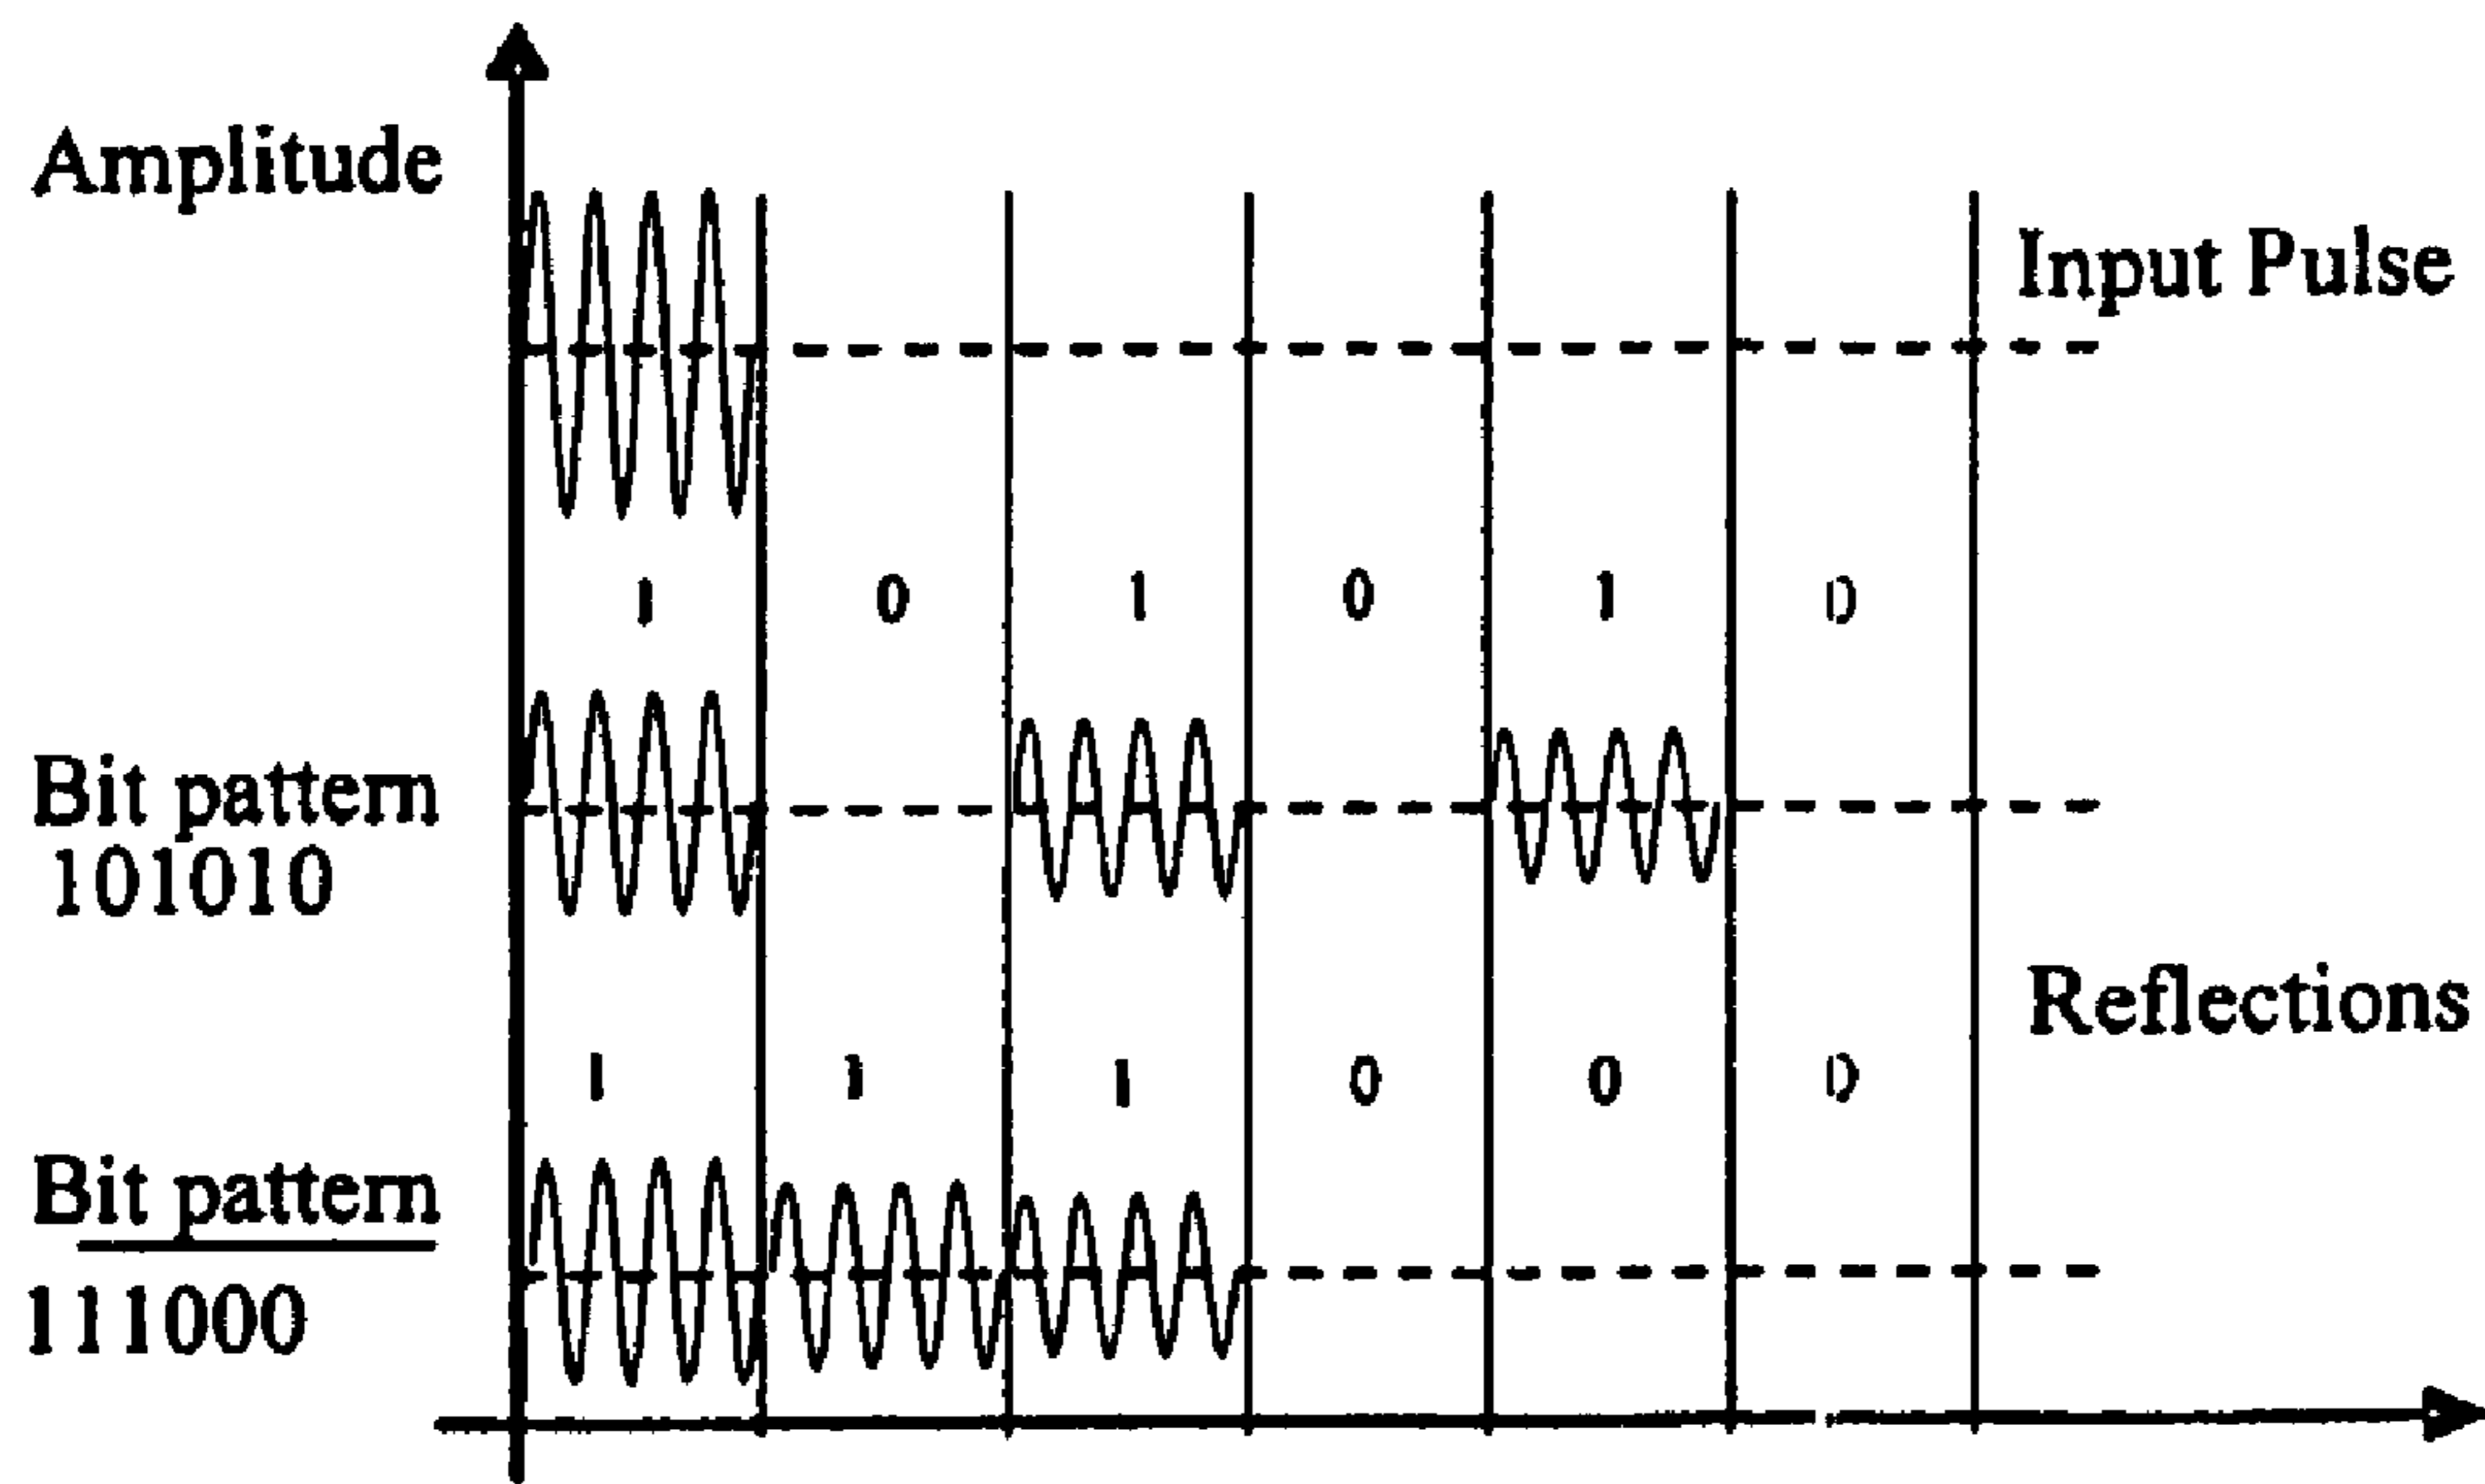 Amplitude
Input Pulse
1 0 1 0 1 0
Bit pattern
101010
Reflections
1 1 1 0 0 0
Bit pattern
111000